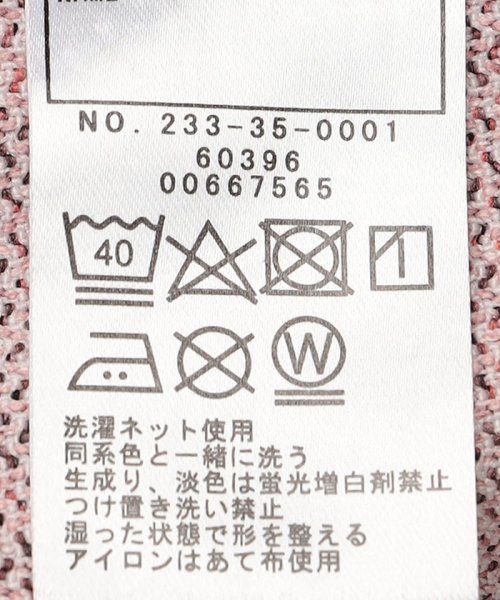 NO. 233-35-0001
60396
00667565
40
W
洗濯ネット使用
同系色と一緒に洗う
生成り、淡色は蛍光増白剤禁止
つけ置き洗い禁止
湿った状態で形を整える
アイロンはあて布使用